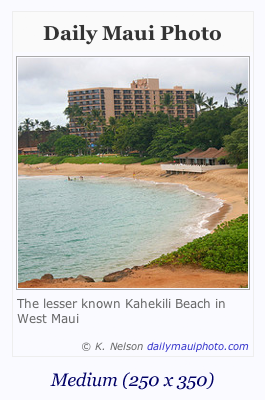 Daily Maui Photo
The lesser known Kahekili Beach in
West Maui
© K. Nelson dailymauiphoto.com
Medium (250 x 350)